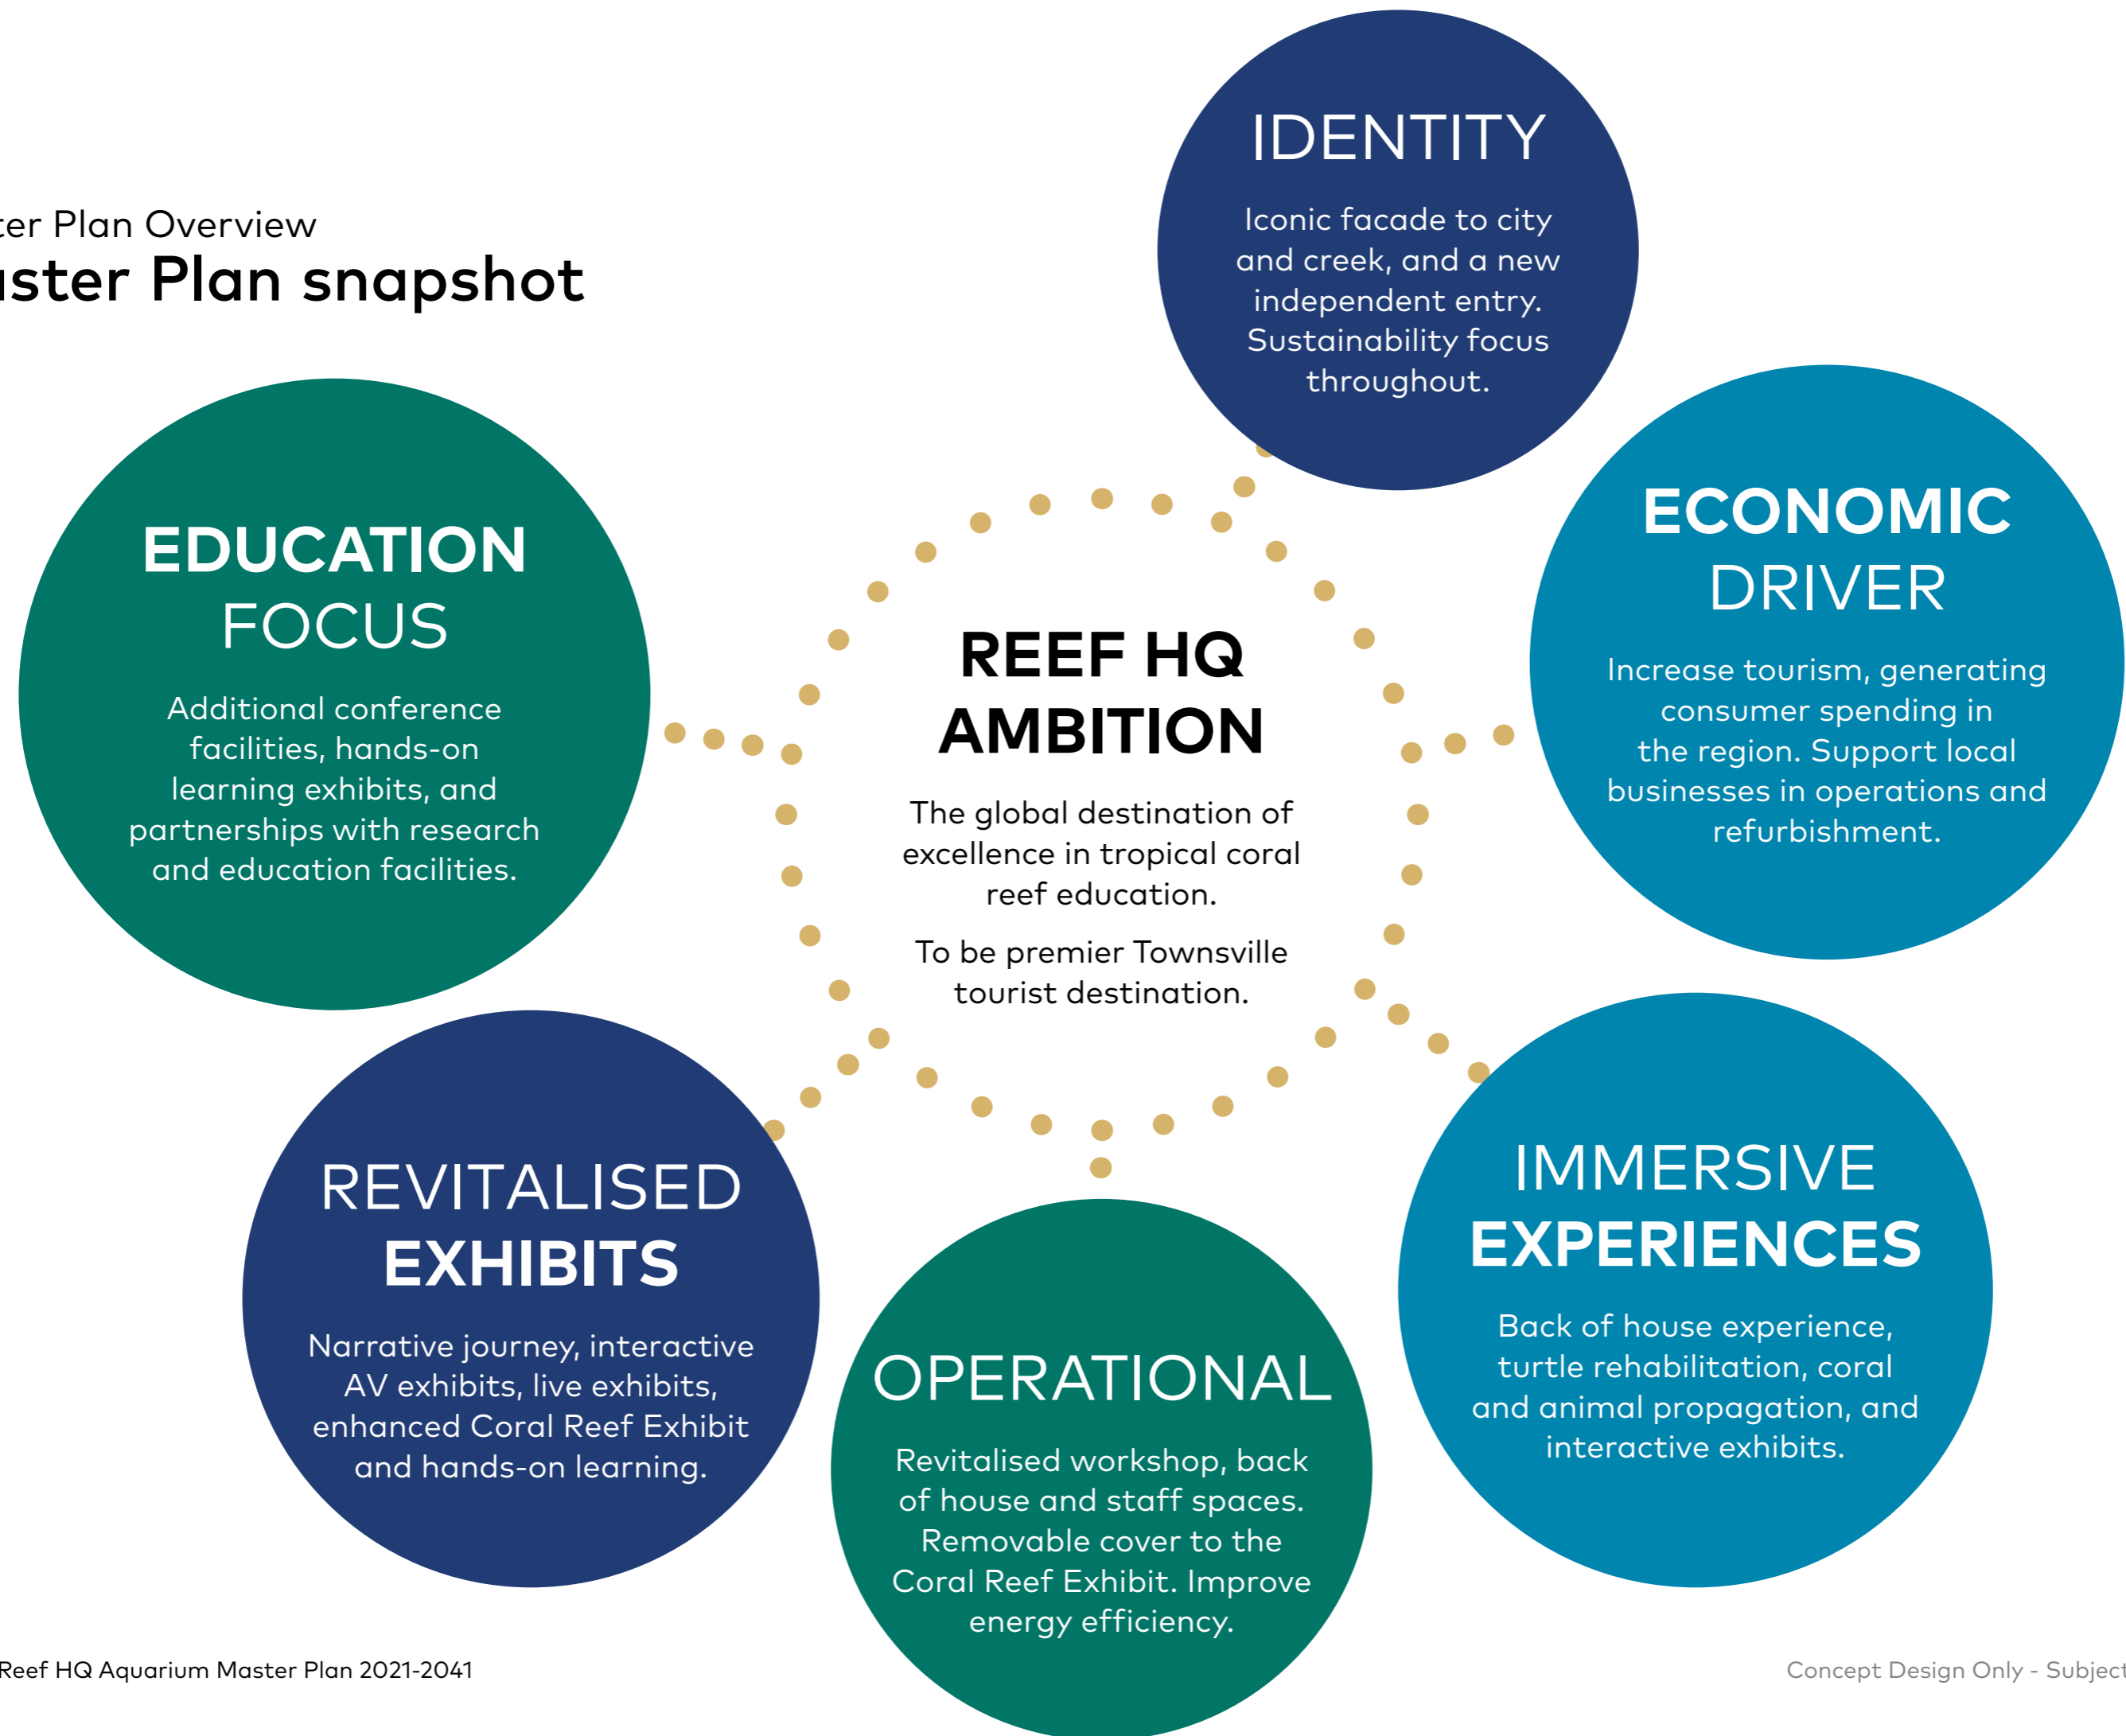 ter Plan Overview
aster Plan snapshot
IDENTITY
Iconic facade to city
and creek, and a new
independent entry.
Sustainability focus
throughout.
ECONOMIC
DRIVER
Increase tourism, generating
consumer spending in
the region. Support local
businesses in operations and
refurbishment.
EDUCATION
FOCUS
Additional conference
facilities, hands-on
learning exhibits, and
partnerships with research
and education facilities.
REEF HQ
AMBITION
The global destination of
excellence in tropical coral
reef education.
To be premier Townsville
tourist destination.
IMMERSIVE
EXPERIENCES
Back of house experience,
turtle rehabilitation, coral
and animal propagation, and
interactive exhibits.
REVITALISED
EXHIBITS
Narrative journey, interactive
AV exhibits, live exhibits,
enhanced Coral Reef Exhibit
and hands-on learning.
OPERATIONAL
Revitalised workshop, back
of house and staff spaces.
Removable cover to the
Coral Reef Exhibit. Improve
energy efficiency.
Reef HQ Aquarium Master Plan 2021-2041
Concept Design Only - Subject